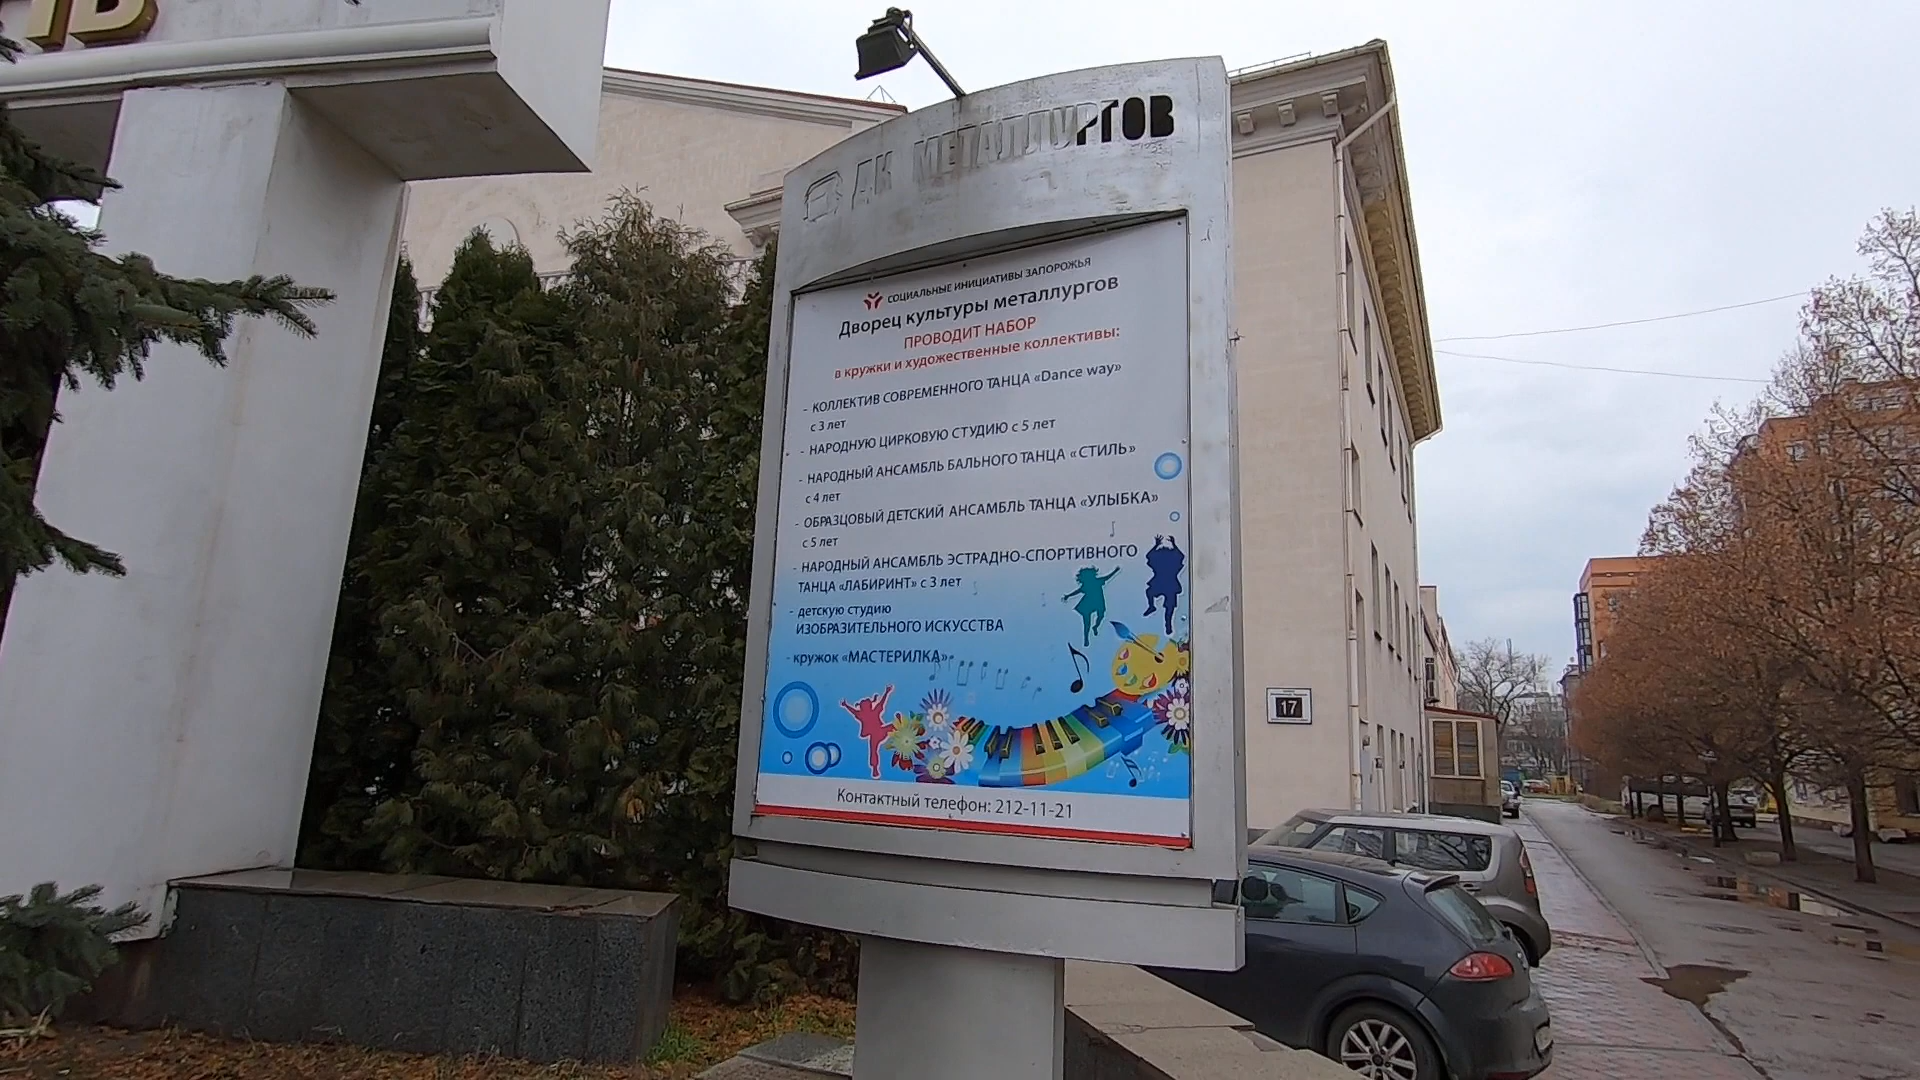 ІВ
ДК МЕТАЛЛУРГОВ
СОЦИАЛЬНЫЕ ИНИЦИАТИВЫ ЗАПОРОЖЬЯ
Дворец культуры металлургов
ПРОВОДИТ НАБОР
в кружки и художественные коллективы:
- КОЛЛЕКТИВ СОВРЕМЕННОГО ТАНЦА «Dance way»
с 3 лет
- НАРОДНУЮ ЦИРКОВУЮ СТУДИЮ с 5 лет
- НАРОДНЫЙ АНСАМБЛЬ БАЛЬНОГО ТАНЦА «СТИЛЬ»
с 4 лет
- ОБРАЗЦОВЫЙ ДЕТСКИЙ АНСАМБЛЬ ТАНЦА «УЛЫБКА»
с 5 лет
- НАРОДНЫЙ АНСАМБЛЬ ЭСТРАДНО-СПОРТИВНОГО
ТАНЦА «ЛАБИРИНТ» с 3 лет
- детскую студию
ИЗОБРАЗИТЕЛЬНОГО ИСКУССТВА
- кружок «МАСТЕРИЛКА»
Контактный телефон: 212-11-21
17